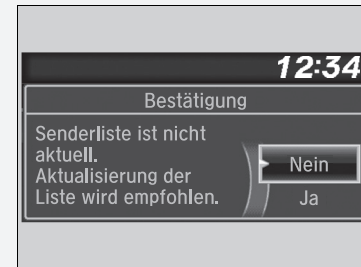 12:34
Bestätigung
Senderliste ist nicht
aktuell.
Aktualisierung der
Liste wird empfohlen.
Nein
Ja